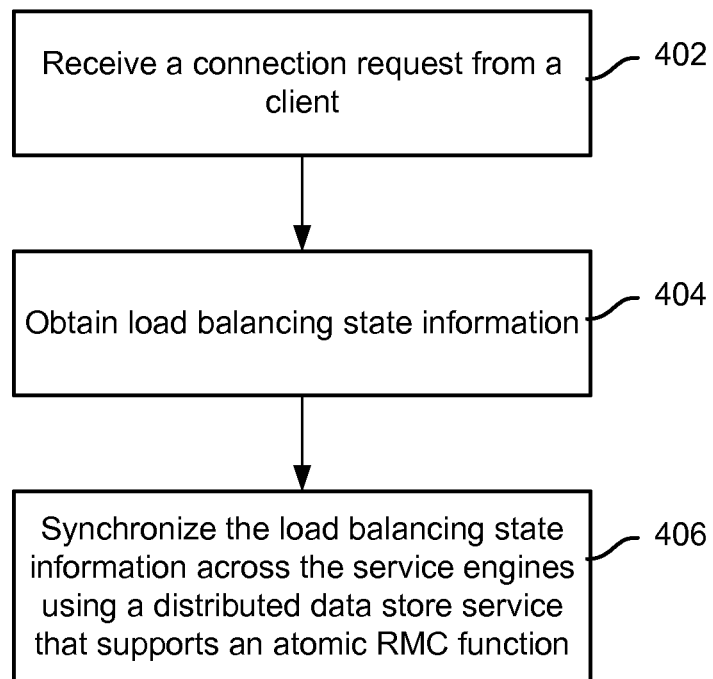 Receive a connection request from a
client
402
Obtain load balancing state information
404
Synchronize the load balancing state
information across the service engines
using a distributed data store service
that supports an atomic RMC function
406